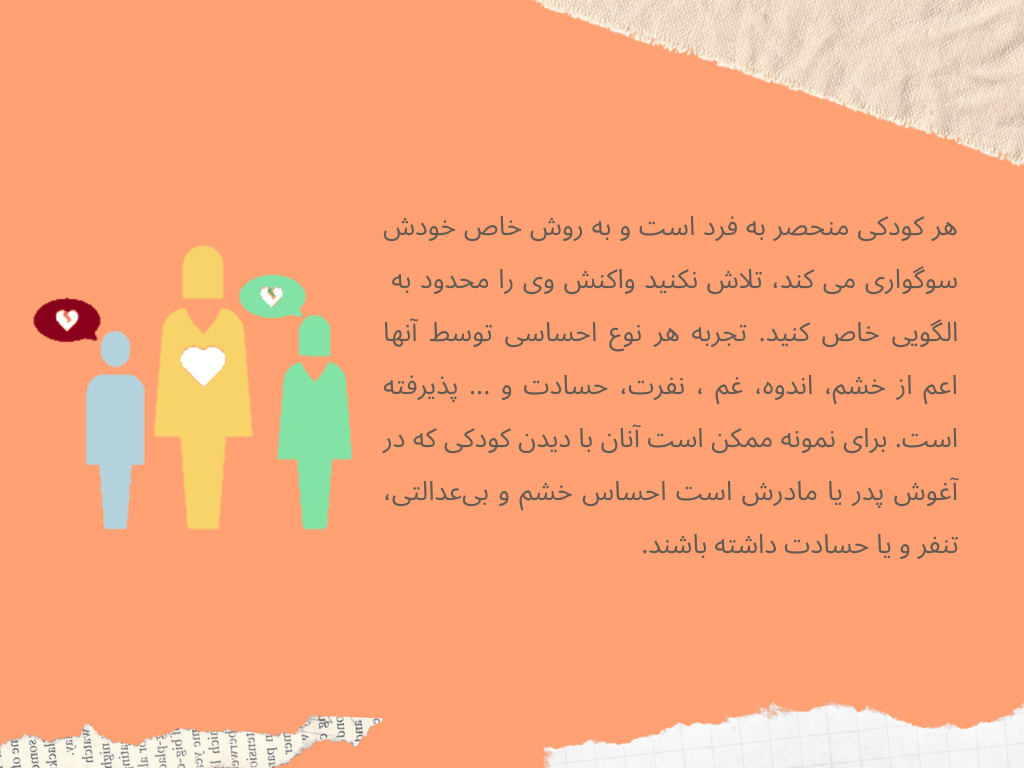 هر کودکی منحصر به فرد است و به روش خاص خودش
سوگواری می کند، تلاش نکنید واکنش وی را محدود به
الگویی خاص کنید. تجربه هر نوع احساسی توسط آنها
اعم از خشم، اندوه، غم ، نفرت، حسادت و ... پذیرفته
است. برای نمونه ممکن است آنان با دیدن کودکی که در
آغوش پدر یا مادرش است احساس خشم و بی‌عدالتی،
تنفر و یا حسادت داشته باشند.